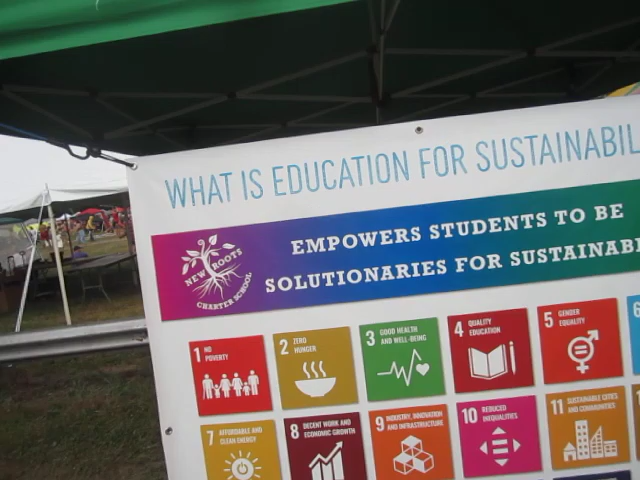 WHAT IS EDUCATION FOR SUSTAINABIL
EMPOWERS STUDENTS TO BE
SOLUTIONARIES FOR SUSTAINAB
NEW ROOTS
CHARTER SCHOOL
1 NO
POVERTY
2 ZERO
HUNGER
3 GOOD HEALTH
AND WELL-BEING
4 QUALITY
EDUCATION
5 GENDER
EQUALITY
6
7 AFFORDABLE AND
CLEAN ENERGY
8 DECENT WORK AND
ECONOMIC GROWTH
9 INDUSTRY, INNOVATION
AND INFRASTRUCTURE
10 REDUCED
INEQUALITIES
11 SUSTAINABLE CITIES
AND COMMUNITIES